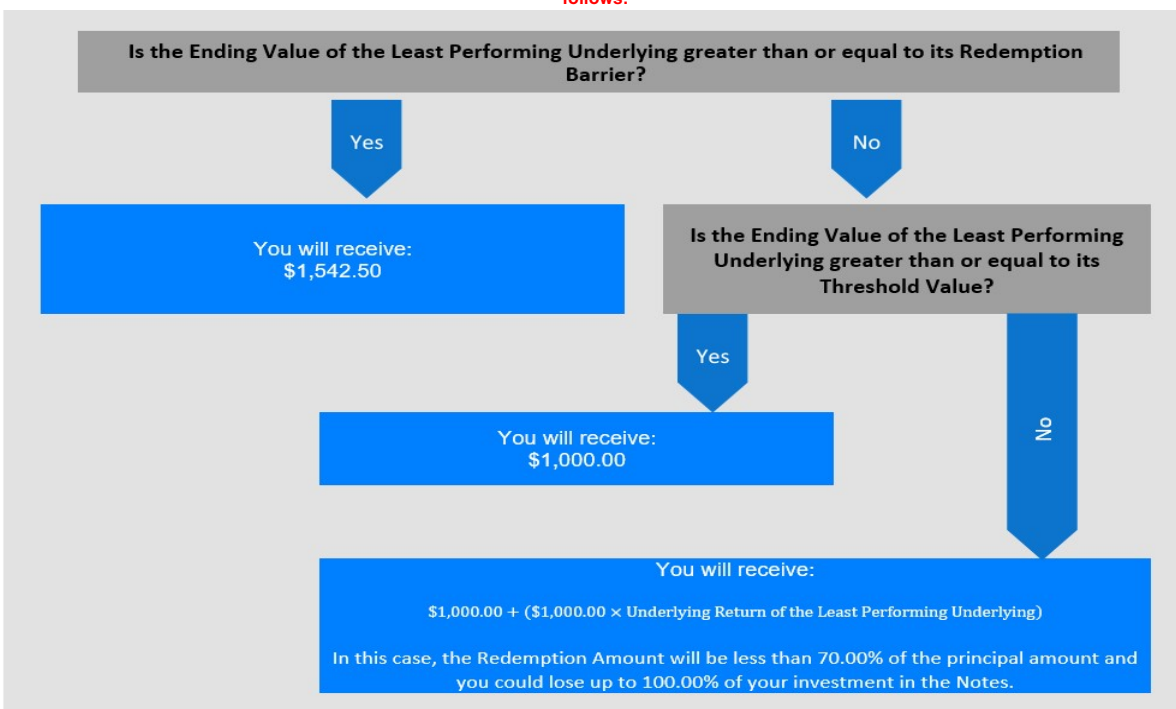 follows:
Is the Ending Value of the Least Performing Underlying greater than or equal to its Redemption
Barrier?
Yes
No
You will receive:
$1,542.50
Is the Ending Value of the Least Performing
Underlying greater than or equal to its
Threshold Value?
Yes
No
You will receive:
$1,000.00
You will receive:
$1,000.00 + ($1,000.00 × Underlying Return of the Least Performing Underlying)
In this case, the Redemption Amount will be less than 70.00% of the principal amount and
you could lose up to 100.00% of your investment in the Notes.